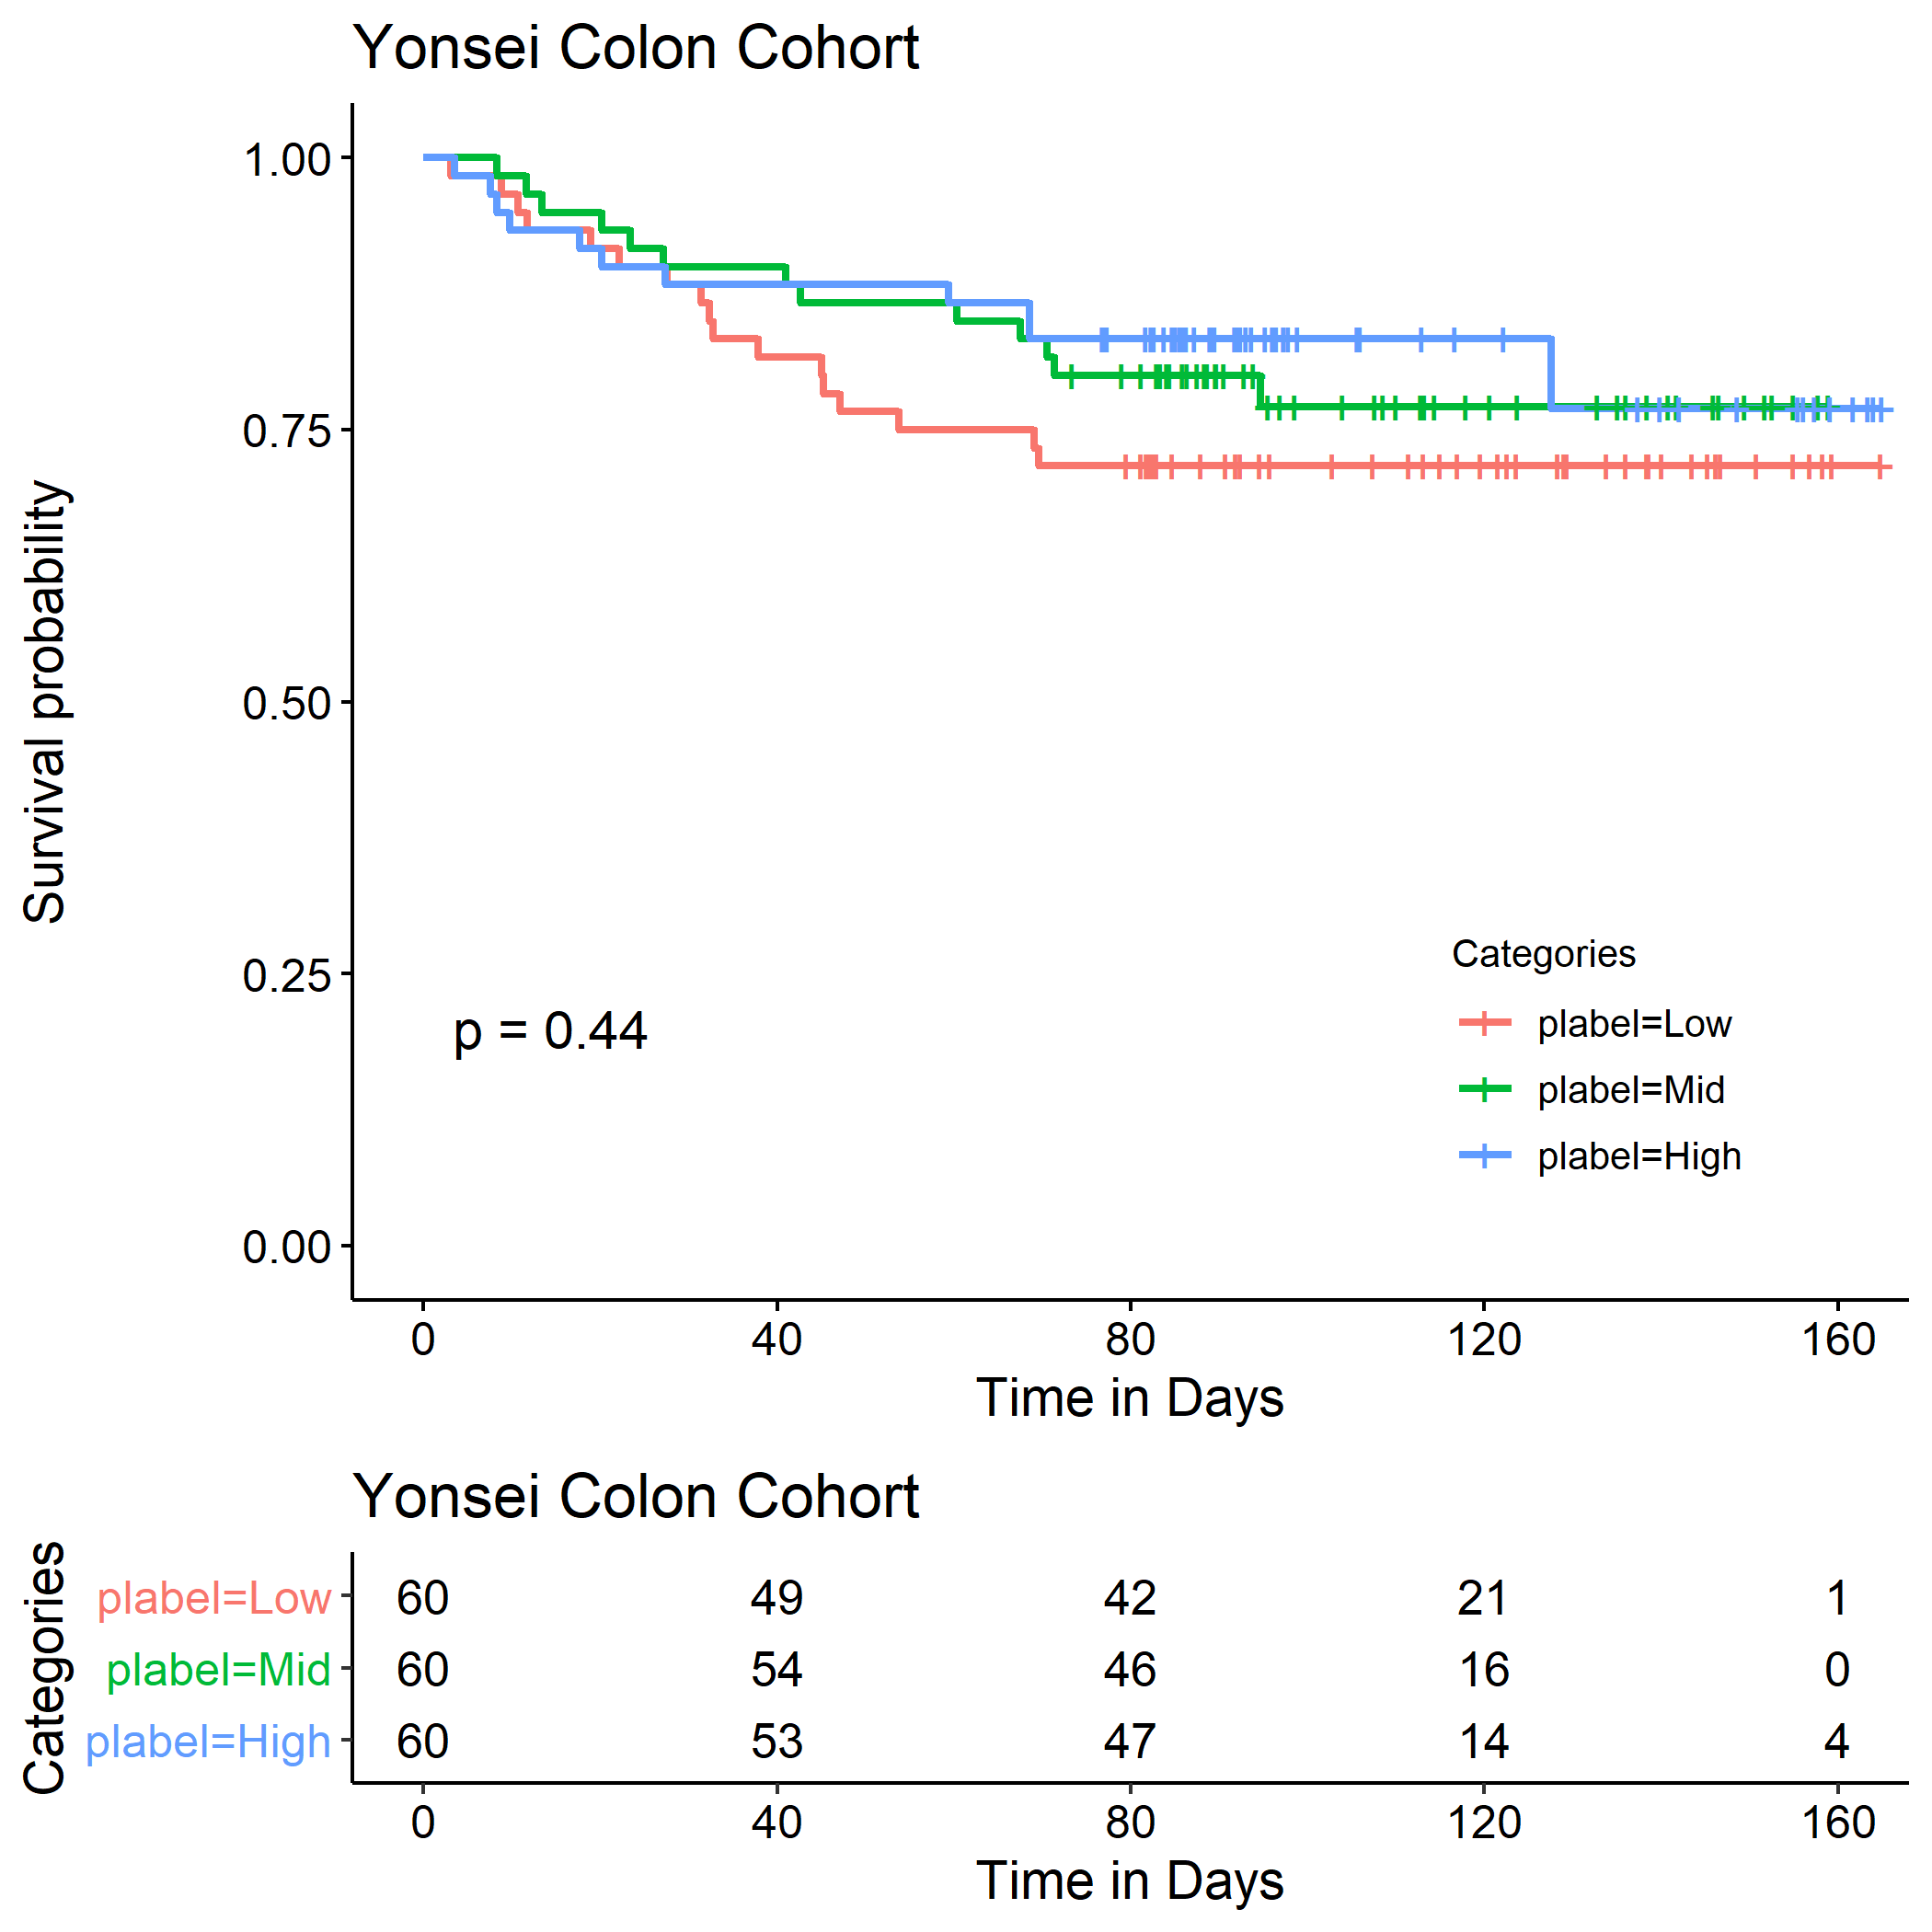 Yonsei Colon Cohort
Survival probability
1.00
0.75
0.50
0.25
0.00
p = 0.44
Categories
plabel=Low
plabel=Mid
plabel=High
0 40 80 120 160
Time in Days
Yonsei Colon Cohort
Categories
plabel=Low 60 49 42 21 1
plabel=Mid 60 54 46 16 0
plabel=High 60 53 47 14 4
0 40 80 120 160
Time in Days